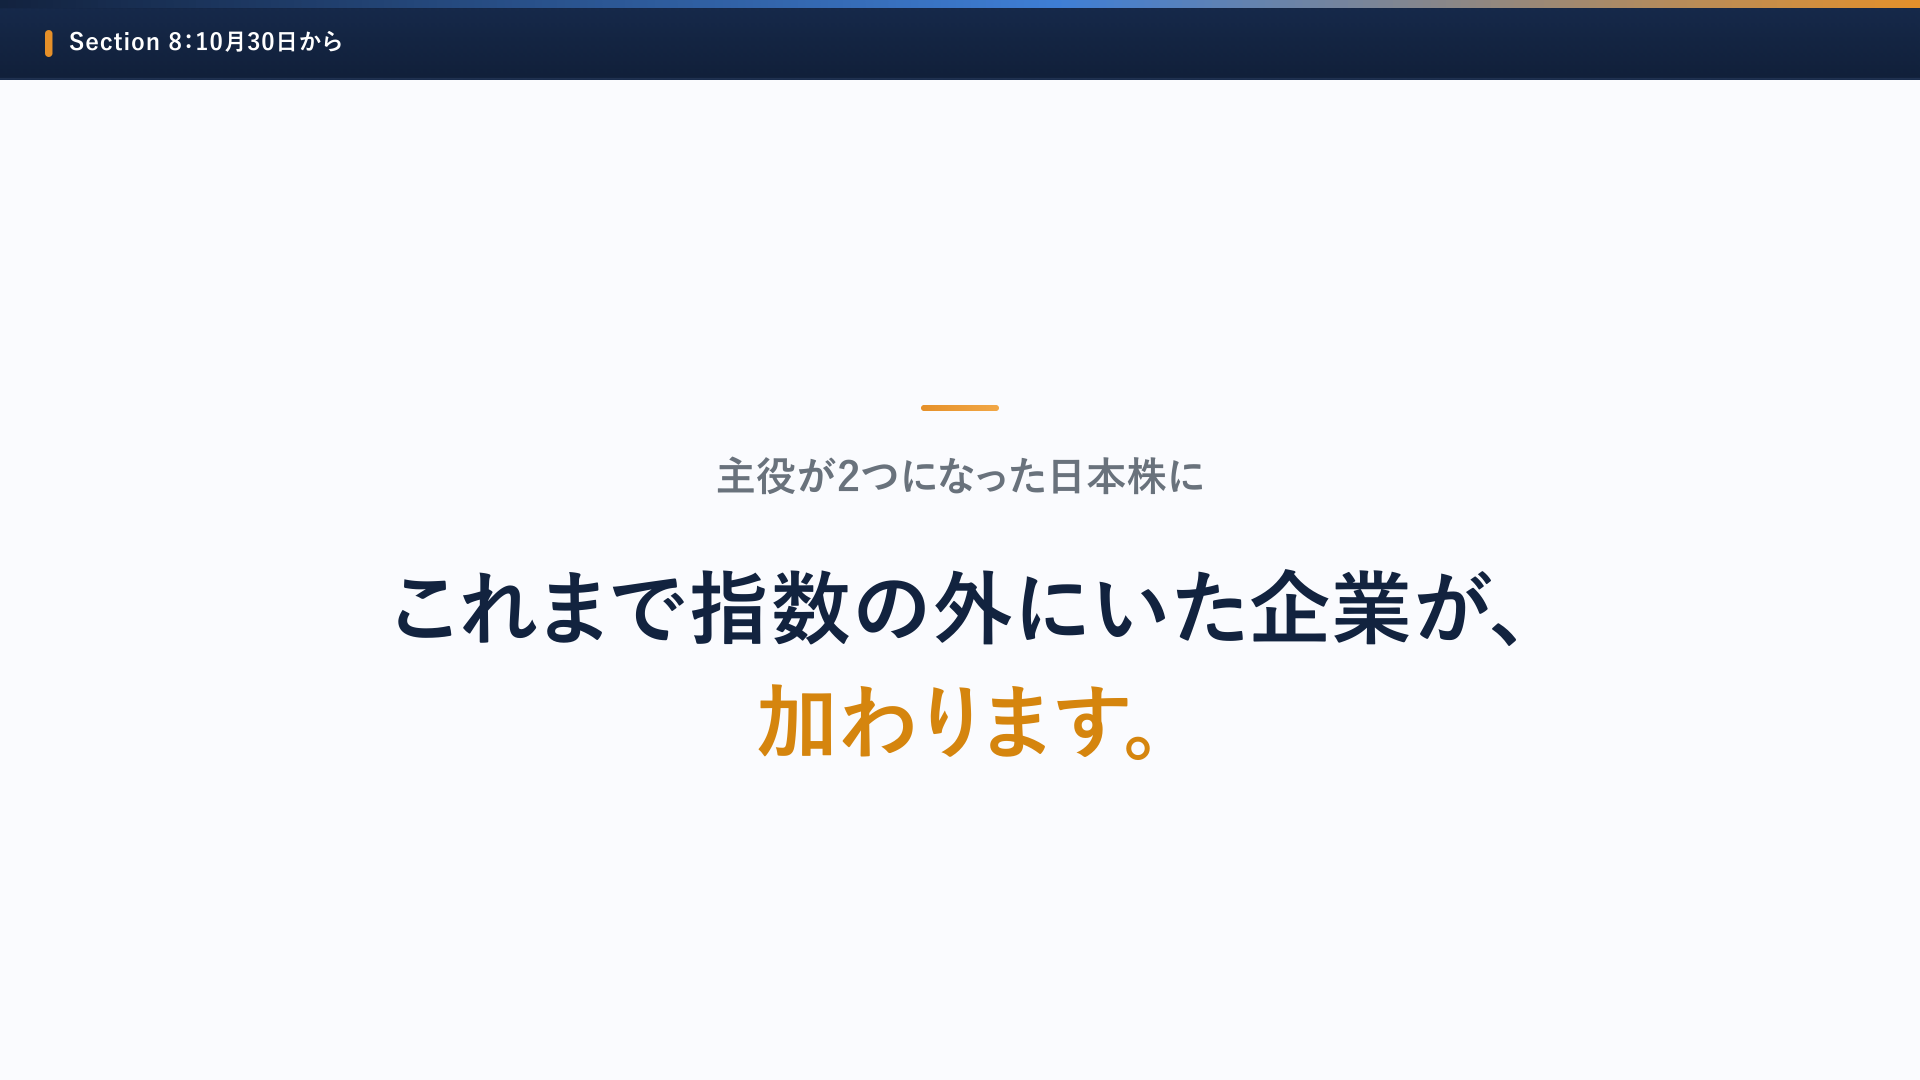 Section 8：10月30日から
主役が2つになった日本株に
これまで指数の外にいた企業が、
加わります。